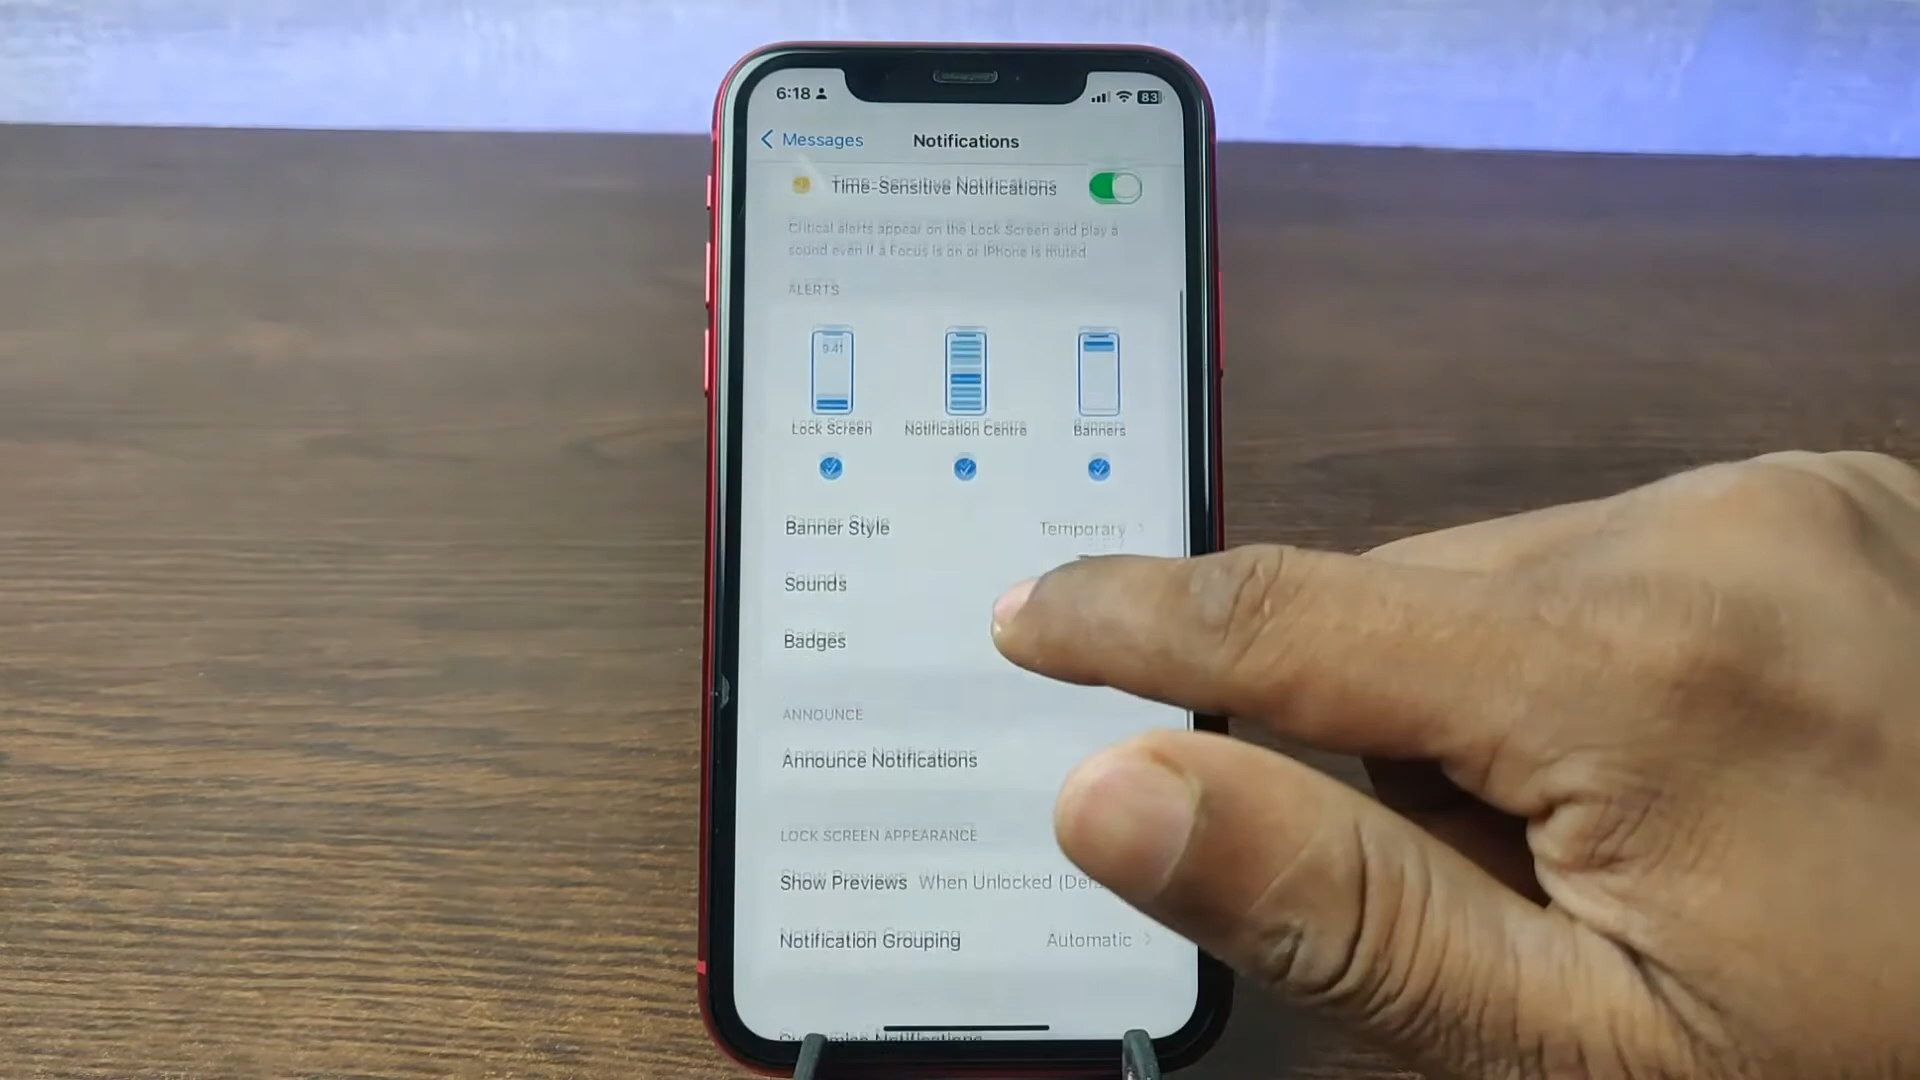 6:18
83
Messages
Notifications
Time-Sensitive Notifications
Critical alerts appear on the Lock Screen and play a
sound even if a Focus is on or iPhone is muted.
ALERTS
9:41
Lock Screen
Notification Centre
Banners
Banner Style Temporary
Sounds
Badges
ANNOUNCE
Announce Notifications
LOCK SCREEN APPEARANCE
Show Previews When Unlocked
Notification Grouping Automatic
Customise Notifications